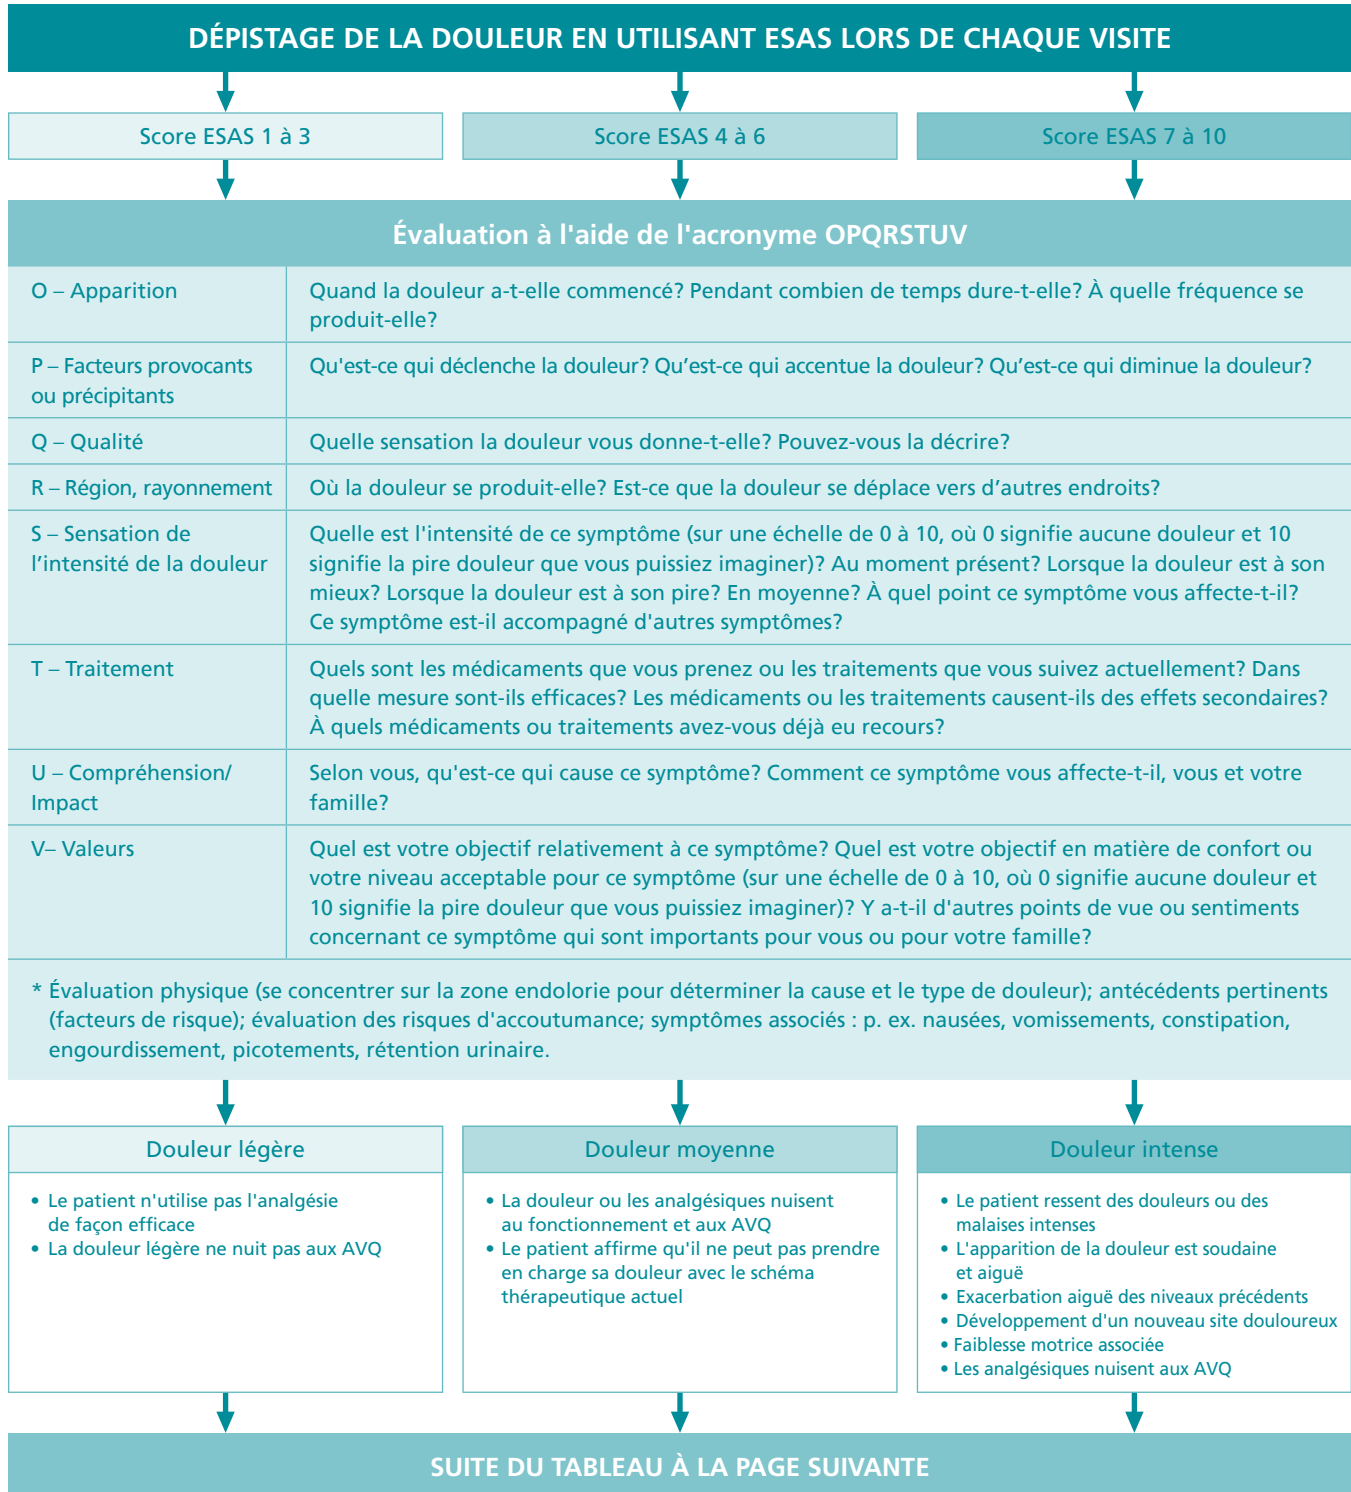 DÉPISTAGE DE LA DOULEUR EN UTILISANT ESAS LORS DE CHAQUE VISITE
Score ESAS 1 à 3
Score ESAS 4 à 6
Score ESAS 7 à 10
Évaluation à l'aide de l'acronyme OPQRSTUV
O – Apparition
Quand la douleur a-t-elle commencé? Pendant combien de temps dure-t-elle? À quelle fréquence se
produit-elle?
P – Facteurs provocants
ou précipitants
Qu'est-ce qui déclenche la douleur? Qu’est-ce qui accentue la douleur? Qu’est-ce qui diminue la douleur?
Q – Qualité
Quelle sensation la douleur vous donne-t-elle? Pouvez-vous la décrire?
R – Région, rayonnement
Où la douleur se produit-elle? Est-ce que la douleur se déplace vers d’autres endroits?
S – Sensation de
l’intensité de la douleur
Quelle est l'intensité de ce symptôme (sur une échelle de 0 à 10, où 0 signifie aucune douleur et 10
signifie la pire douleur que vous puissiez imaginer)? Au moment présent? Lorsque la douleur est à son
mieux? Lorsque la douleur est à son pire? En moyenne? À quel point ce symptôme vous affecte-t-il?
Ce symptôme est-il accompagné d'autres symptômes?
T – Traitement
Quels sont les médicaments que vous prenez ou les traitements que vous suivez actuellement? Dans
quelle mesure sont-ils efficaces? Les médicaments ou les traitements causent-ils des effets secondaires?
À quels médicaments ou traitements avez-vous déjà eu recours?
U – Compréhension/
Impact
Selon vous, qu'est-ce qui cause ce symptôme? Comment ce symptôme vous affecte-t-il, vous et votre
famille?
V– Valeurs
Quel est votre objectif relativement à ce symptôme? Quel est votre objectif en matière de confort ou
votre niveau acceptable pour ce symptôme (sur une échelle de 0 à 10, où 0 signifie aucune douleur et
10 signifie la pire douleur que vous puissiez imaginer)? Y a-t-il d'autres points de vue ou sentiments
concernant ce symptôme qui sont importants pour vous ou pour votre famille?
* Évaluation physique (se concentrer sur la zone endolorie pour déterminer la cause et le type de douleur); antécédents pertinents
(facteurs de risque); évaluation des risques d'accoutumance; symptômes associés : p. ex. nausées, vomissements, constipation,
engourdissement, picotements, rétention urinaire.
Douleur légère
• Le patient n'utilise pas l'analgésie
de façon efficace
• La douleur légère ne nuit pas aux AVQ
Douleur moyenne
• La douleur ou les analgésiques nuisent
au fonctionnement et aux AVQ
• Le patient affirme qu'il ne peut pas prendre
en charge sa douleur avec le schéma
thérapeutique actuel
Douleur intense
• Le patient ressent des douleurs ou des
malaises intenses
• L'apparition de la douleur est soudaine
et aiguë
• Exacerbation aiguë des niveaux précédents
• Développement d'un nouveau site douloureux
• Faiblesse motrice associée
• Les analgésiques nuisent aux AVQ
SUITE DU TABLEAU À LA PAGE SUIVANTE